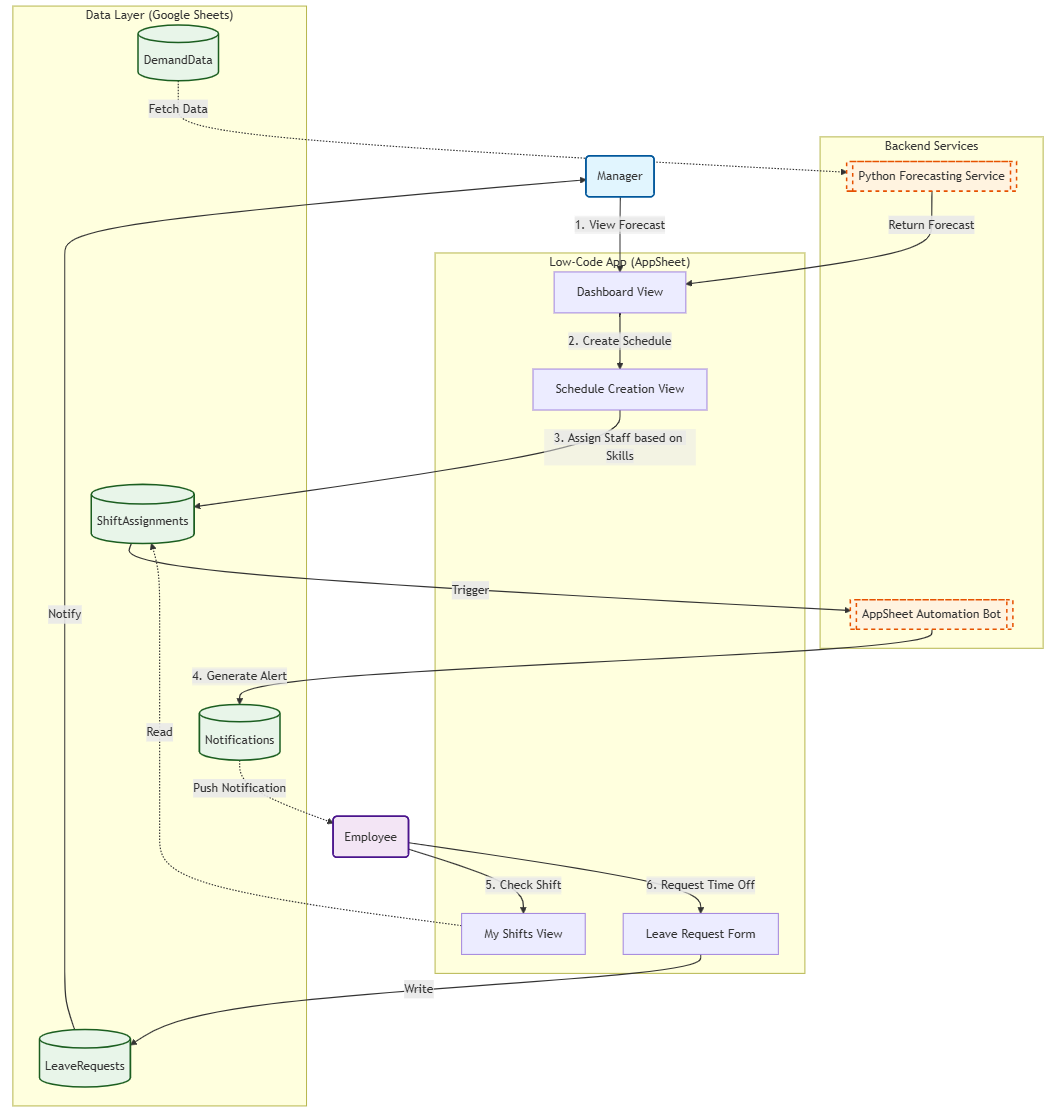 Data Layer (Google Sheets)
DemandData
Fetch Data
Backend Services
Manager
Python Forecasting Service
1. View Forecast
Return Forecast
Low-Code App (AppSheet)
Dashboard View
2. Create Schedule
Schedule Creation View
3. Assign Staff based on
Skills
ShiftAssignments
Trigger
Notify
AppSheet Automation Bot
4. Generate Alert
Read
Notifications
Push Notification
Employee
5. Check Shift
6. Request Time Off
My Shifts View
Leave Request Form
Write
LeaveRequests